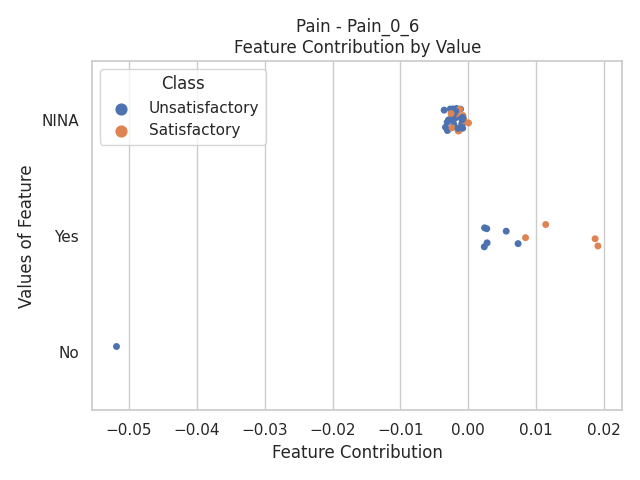 Pain - Pain_0_6
Feature Contribution by Value
Class
Unsatisfactory
Satisfactory
Values of Feature
NINA
Yes
No
−0.05 −0.04 −0.03 −0.02 −0.01 0.00 0.01 0.02
Feature Contribution